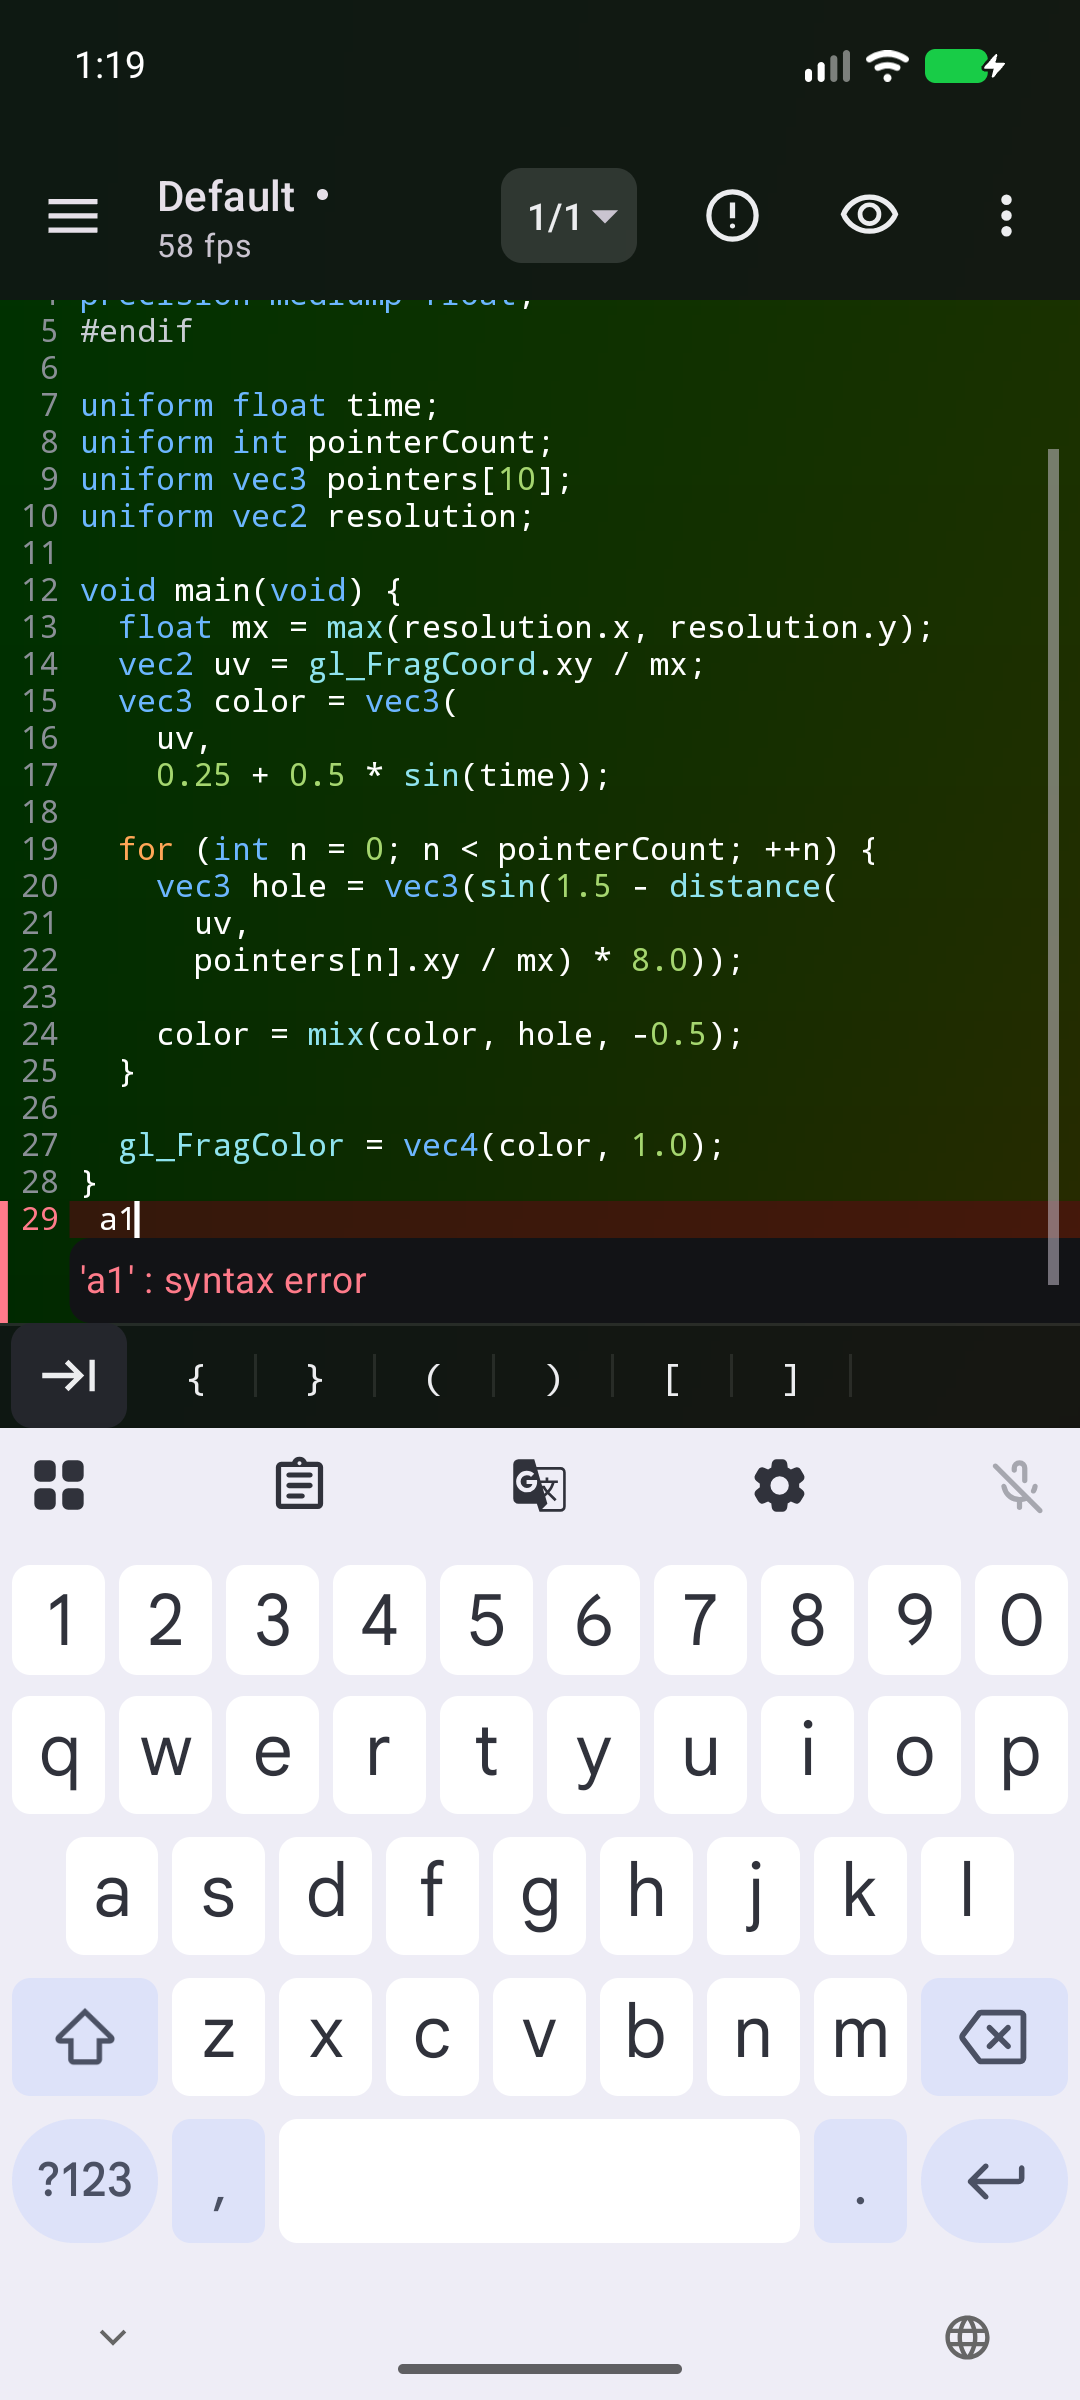 1:19
Default •
58 fps
1/1
4 precision mediump float;
5 #endif
6
7 uniform float time;
8 uniform int pointerCount;
9 uniform vec3 pointers[10];
10 uniform vec2 resolution;
11
12 void main(void) {
13   float mx = max(resolution.x, resolution.y);
14   vec2 uv = gl_FragCoord.xy / mx;
15   vec3 color = vec3(
16     uv,
17     0.25 + 0.5 * sin(time));
18
19   for (int n = 0; n < pointerCount; ++n) {
20     vec3 hole = vec3(sin(1.5 - distance(
21       uv,
22       pointers[n].xy / mx) * 8.0));
23
24     color = mix(color, hole, -0.5);
25   }
26
27   gl_FragColor = vec4(color, 1.0);
28 }
29  a1
'a1' : syntax error
{ } ( ) [ ]
1 2 3 4 5 6 7 8 9 0
q w e r t y u i o p
a s d f g h j k l
z x c v b n m
?123 , .